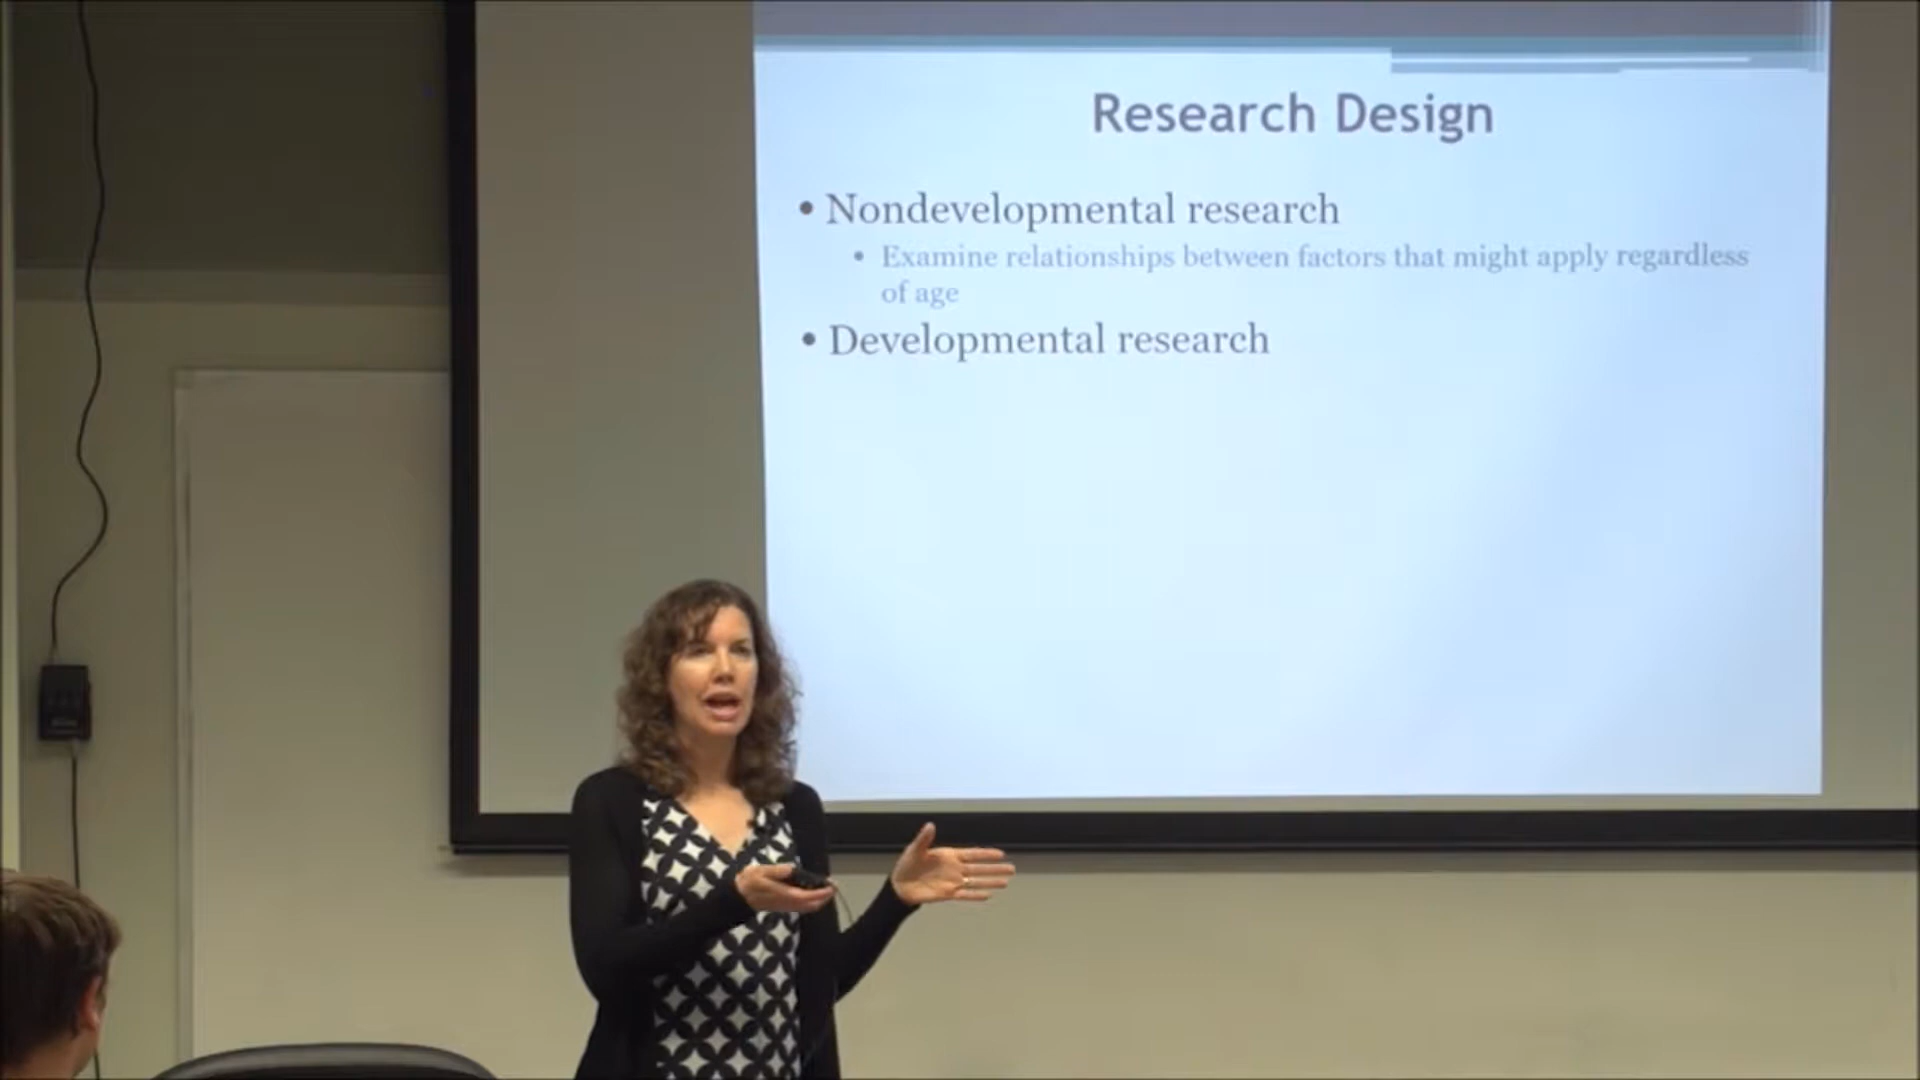 Research Design
• Nondevelopmental research
• Examine relationships between factors that might apply regardless
of age
• Developmental research